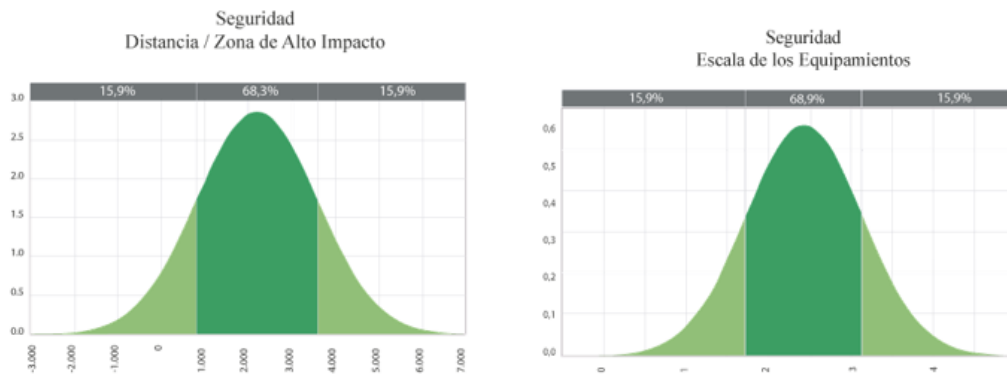 Seguridad
Distancia / Zona de Alto Impacto
15,9% 68,3% 15,9%
3.0
2.5
2.0
1.5
1.0
0.5
0.0
-3.000 -2.000 -1.000 0 1.000 2.000 3.000 4.000 5.000 6.000 7.000
Seguridad
Escala de los Equipamientos
15,9% 68,9% 15,9%
0,6
0,5
0,4
0,3
0,2
0,1
0,0
0 1 2 3 4